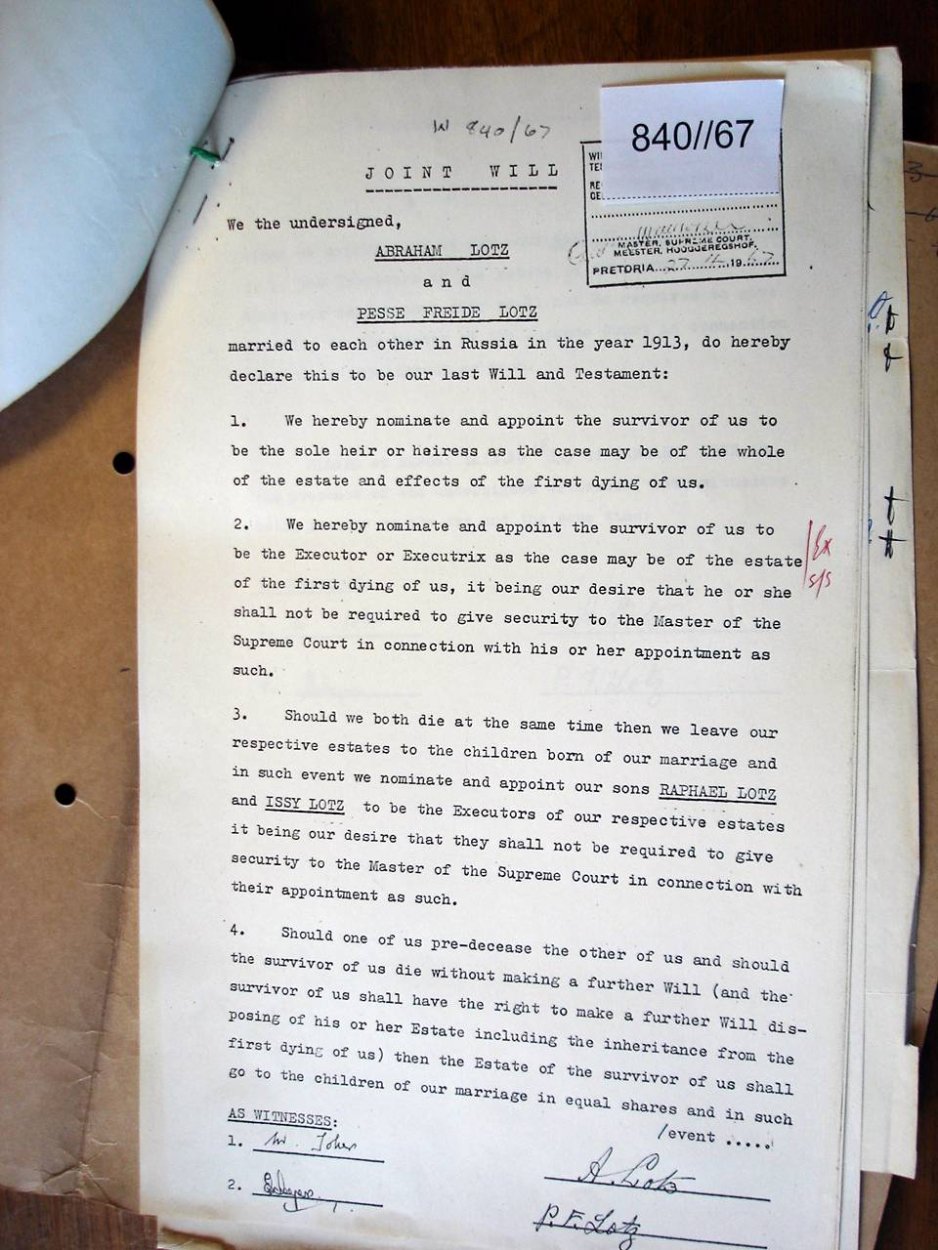 W 840/67
840//67
JOINT WILL
WI
TE
RE
GE
MASTER, SUPREME COURT.
MEESTER, HOOGGEREGSHOF.
PRETORIA 27 19 67
We the undersigned,
ABRAHAM LOTZ
and
PESSE FREIDE LOTZ
married to each other in Russia in the year 1913, do hereby
declare this to be our last Will and Testament:
1. We hereby nominate and appoint the survivor of us to
be the sole heir or heiress as the case may be of the whole
of the estate and effects of the first dying of us.
2. We hereby nominate and appoint the survivor of us to
be the Executor or Executrix as the case may be of the estate
of the first dying of us, it being our desire that he or she
shall not be required to give security to the Master of the
Supreme Court in connection with his or her appointment as
such.
Ex
s/s
3. Should we both die at the same time then we leave our
respective estates to the children born of our marriage and
in such event we nominate and appoint our sons RAPHAEL LOTZ
and ISSY LOTZ to be the Executors of our respective estates
it being our desire that they shall not be required to give
security to the Master of the Supreme Court in connection with
their appointment as such.
4. Should one of us pre-decease the other of us and should
the survivor of us die without making a further Will (and the
survivor of us shall have the right to make a further Will dis-
posing of his or her Estate including the inheritance from the
first dying of us) then the Estate of the survivor of us shall
go to the children of our marriage in equal shares and in such
/event .....
AS WITNESSES:
1.
2.
A. Lotz
P. F. Lotz